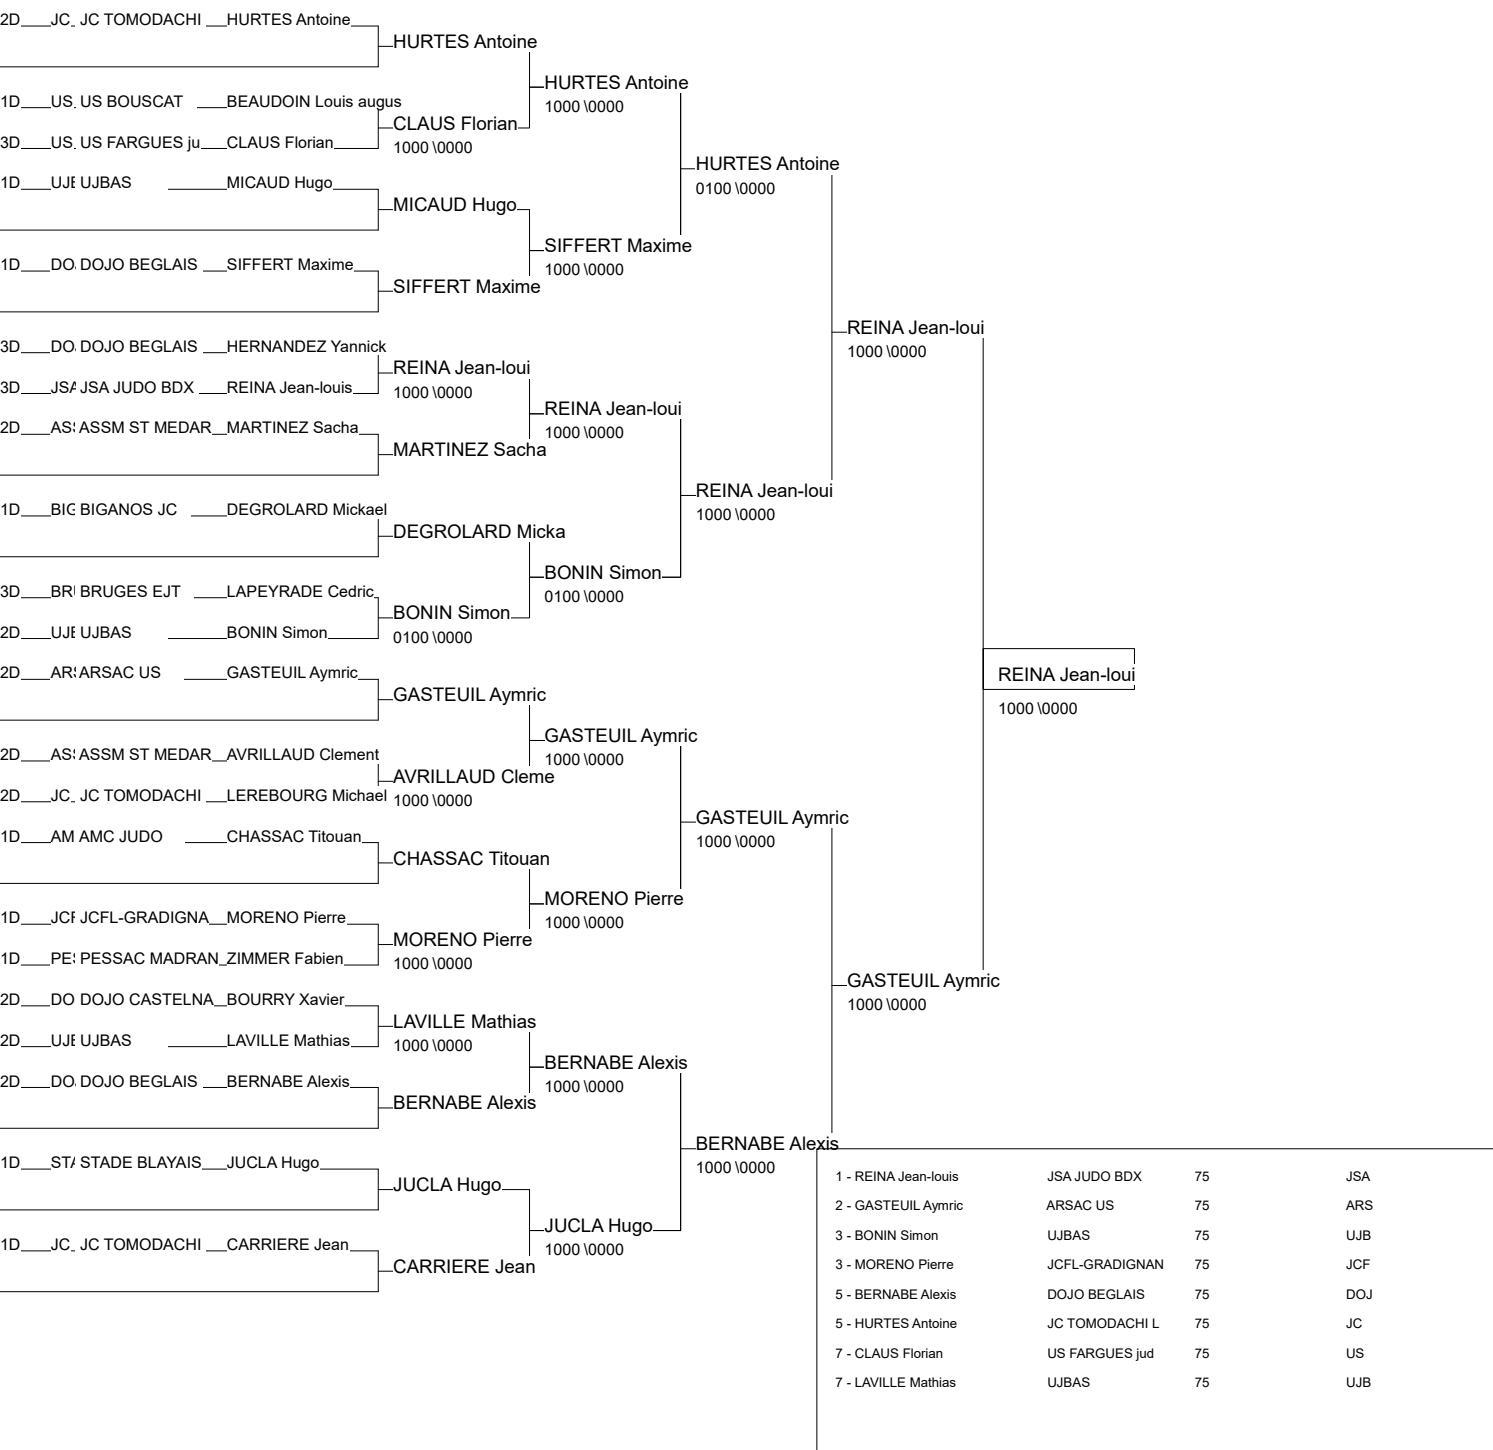 2D JC_ JC TOMODACHI HURTES Antoine
HURTES Antoine
HURTES Antoine
1D US. US BOUSCAT BEAUDOIN Louis augus
1000 \0000
CLAUS Florian
3D US. US FARGUES ju CLAUS Florian
1000 \0000
HURTES Antoine
1D UJE UJBAS MICAUD Hugo
0100 \0000
MICAUD Hugo
SIFFERT Maxime
1D DO. DOJO BEGLAIS SIFFERT Maxime
1000 \0000
SIFFERT Maxime
REINA Jean-loui
3D DO. DOJO BEGLAIS HERNANDEZ Yannick
1000 \0000
REINA Jean-loui
3D JSA JSA JUDO BDX REINA Jean-louis
1000 \0000
REINA Jean-loui
2D AS ASSM ST MEDAR MARTINEZ Sacha
1000 \0000
MARTINEZ Sacha
REINA Jean-loui
1D BIG BIGANOS JC DEGROLARD Mickael
1000 \0000
DEGROLARD Micka
BONIN Simon
3D BR BRUGES EJT LAPEYRADE Cedric
0100 \0000
BONIN Simon
2D UJE UJBAS BONIN Simon
0100 \0000
2D AR ARSAC US GASTEUIL Aymric
REINA Jean-loui
GASTEUIL Aymric
1000 \0000
GASTEUIL Aymric
2D AS ASSM ST MEDAR AVRILLAUD Clement
1000 \0000
AVRILLAUD Cleme
2D JC_ JC TOMODACHI LEREBOURG Michael
1000 \0000
GASTEUIL Aymric
1D AM AMC JUDO CHASSAC Titouan
1000 \0000
CHASSAC Titouan
MORENO Pierre
1D JCF JCFL-GRADIGNA MORENO Pierre
1000 \0000
MORENO Pierre
1D PE PESSAC MADRAN ZIMMER Fabien
1000 \0000
GASTEUIL Aymric
2D DO DOJO CASTELNA BOURRY Xavier
1000 \0000
LAVILLE Mathias
2D UJE UJBAS LAVILLE Mathias
1000 \0000
BERNABE Alexis
2D DO. DOJO BEGLAIS BERNABE Alexis
1000 \0000
BERNABE Alexis
BERNABE Alexis
1D STA STADE BLAYAIS JUCLA Hugo
1000 \0000
JUCLA Hugo
JUCLA Hugo
1D JC_ JC TOMODACHI CARRIERE Jean
1000 \0000
CARRIERE Jean
1 - REINA Jean-louis JSA JUDO BDX 75 JSA
2 - GASTEUIL Aymric ARSAC US 75 ARS
3 - BONIN Simon UJBAS 75 UJB
3 - MORENO Pierre JCFL-GRADIGNAN 75 JCF
5 - BERNABE Alexis DOJO BEGLAIS 75 DOJ
5 - HURTES Antoine JC TOMODACHI L 75 JC
7 - CLAUS Florian US FARGUES jud 75 US
7 - LAVILLE Mathias UJBAS 75 UJB